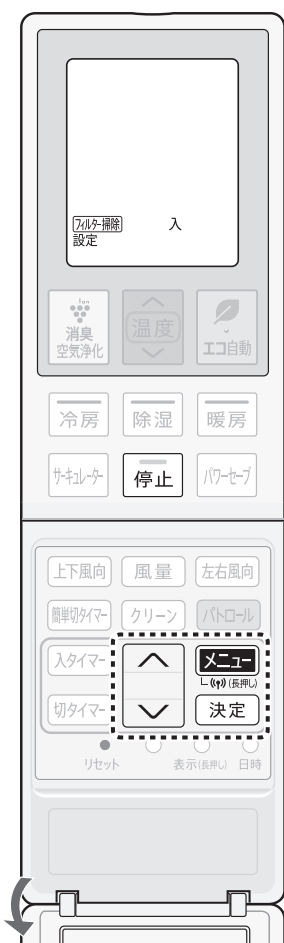 フィルター掃除 入
設定
ion
消臭 温度
空気浄化 エコ自動
冷房 除湿 暖房
サーキュレーター 停止 パワーセーブ
上下風向 風量 左右風向
簡単切タイマー クリーン パトロール
入タイマー メニュー
(長押し)
切タイマー 決定
リセット 表示(長押し) 日時